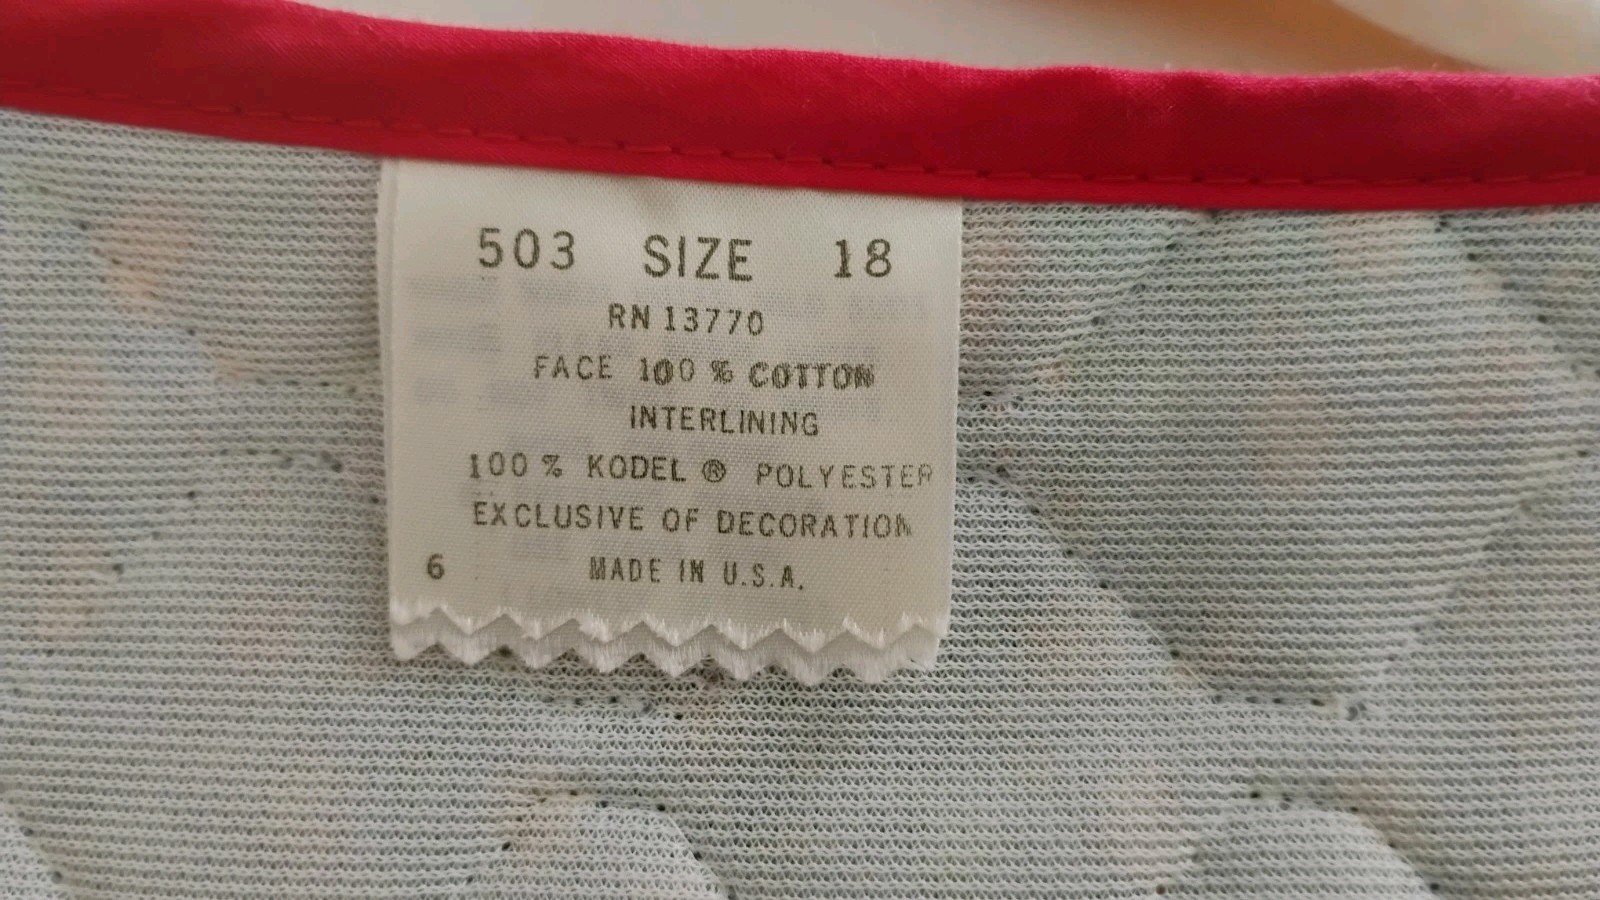 503 SIZE 18
RN 13770
FACE 100 % COTTON
INTERLINING
100 % KODEL ® POLYESTER
EXCLUSIVE OF DECORATION
6 MADE IN U.S.A.